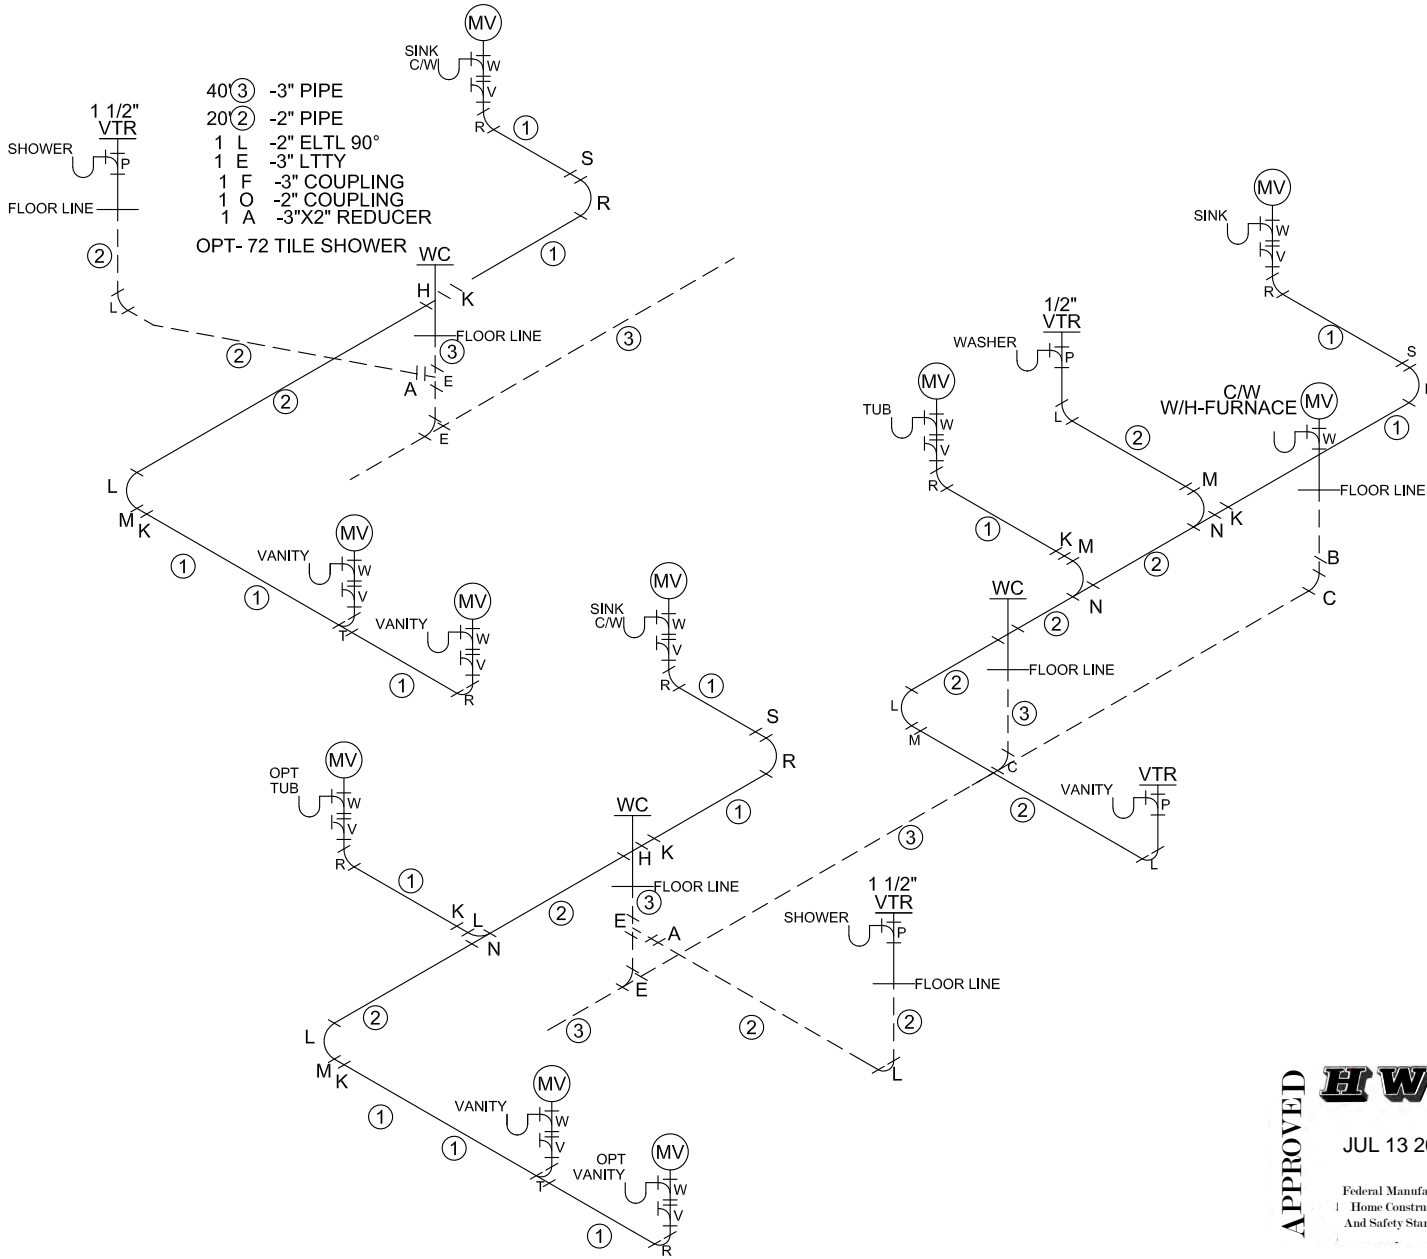 MV
SINK
C/W
W
V
R
1
S
R
1
40' 3 -3" PIPE
20' 2 -2" PIPE
1 L -2" ELTL 90°
1 E -3" LTTY
1 F -3" COUPLING
1 O -2" COUPLING
1 A -3"X2" REDUCER
OPT- 72 TILE SHOWER
1 1/2"
VTR
SHOWER
P
FLOOR LINE
2
L
2
WC
H
K
FLOOR LINE
3
A
E
E
3
2
L
M
K
1
1
MV
VANITY
W
V
T
MV
VANITY
W
V
1
R
MV
SINK
W
V
R
1
S
1
1/2"
VTR
WASHER
P
L
2
M
C/W
W/H-FURNACE
MV
W
FLOOR LINE
B
C
MV
TUB
W
V
R
1
K
M
N
K
2
N
WC
2
FLOOR LINE
2
3
L
M
C
2
VTR
VANITY
P
L
3
MV
SINK
C/W
W
V
R
1
S
R
1
MV
OPT
TUB
W
V
R
1
K
L
N
WC
H
K
FLOOR LINE
3
2
E
A
E
3
2
1 1/2"
VTR
SHOWER
P
FLOOR LINE
2
L
2
L
M
K
1
1
MV
VANITY
W
V
T
MV
OPT
VANITY
W
V
1
R
APPROVED
HW
JUL 13
Home
And Safety